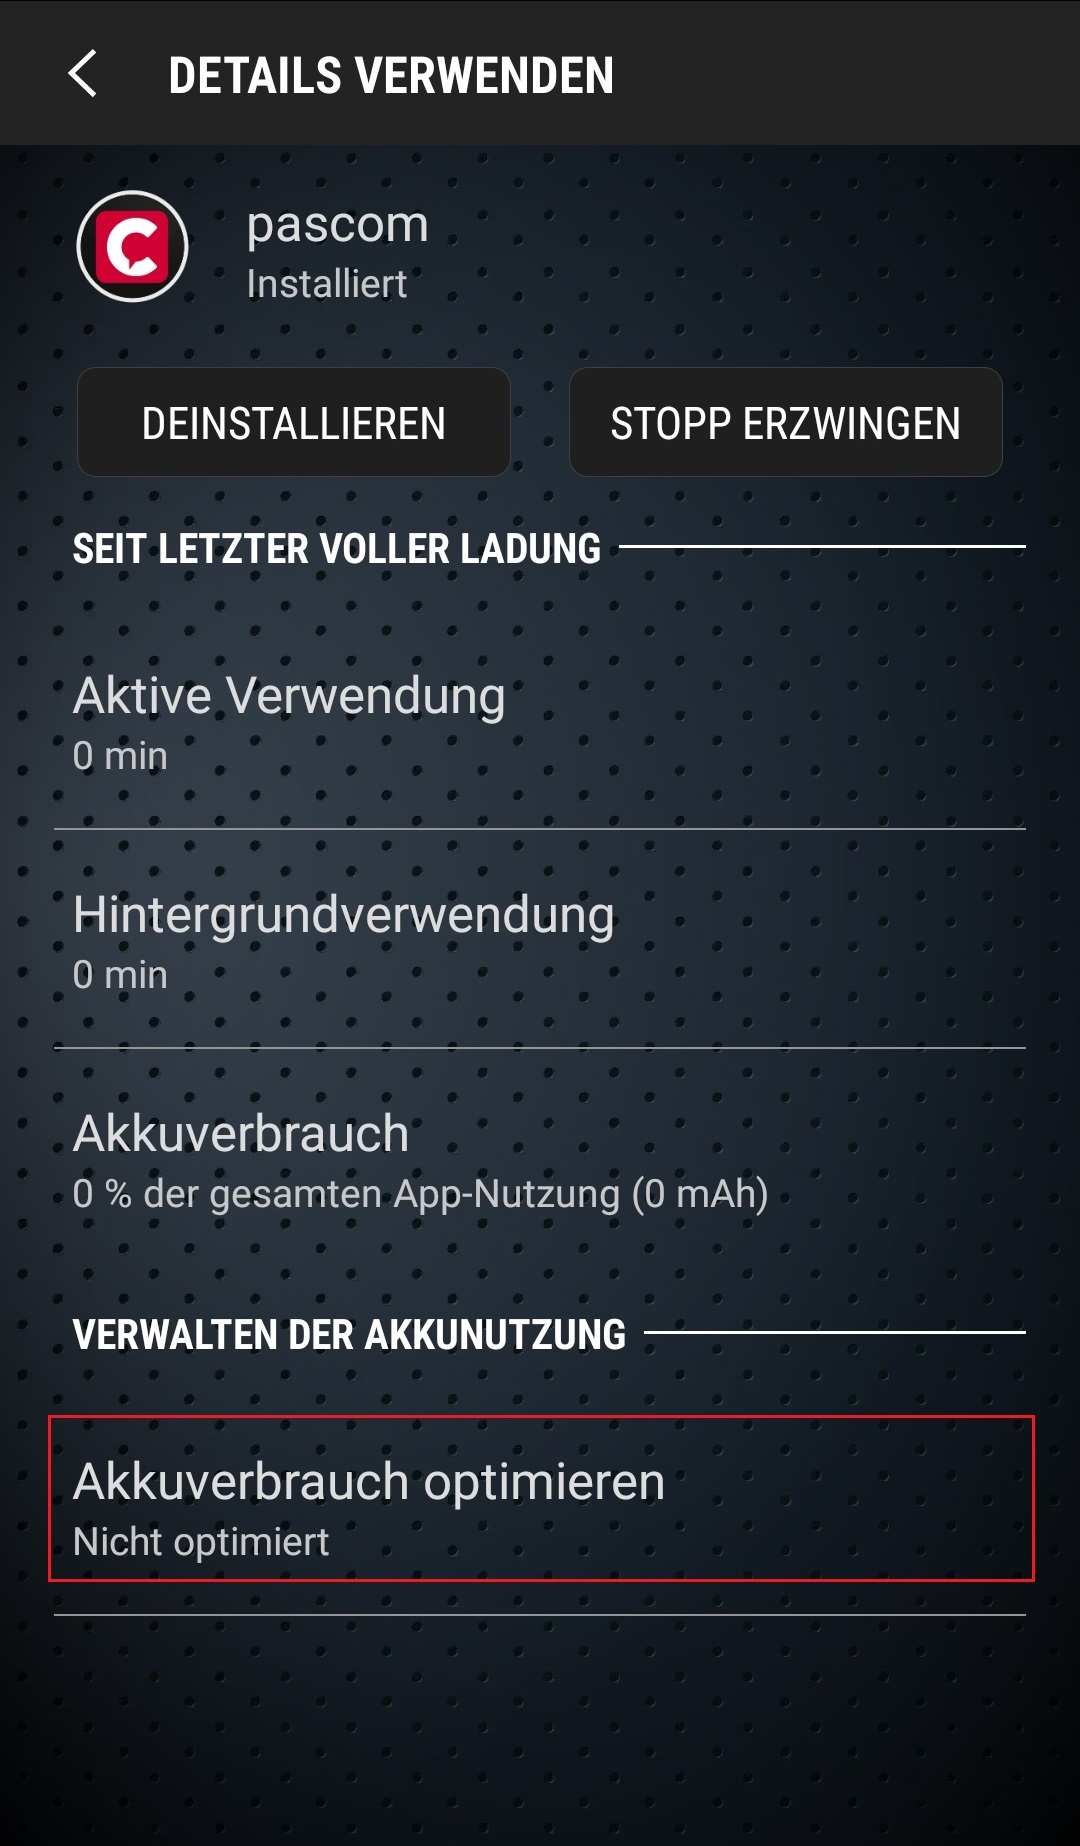 DETAILS VERWENDEN
pascom
Installiert
DEINSTALLIEREN
STOPP ERZWINGEN
SEIT LETZTER VOLLER LADUNG
Aktive Verwendung
0 min
Hintergrundverwendung
0 min
Akkuverbrauch
0 % der gesamten App-Nutzung (0 mAh)
VERWALTEN DER AKKUNUTZUNG
Akkuverbrauch optimieren
Nicht optimiert